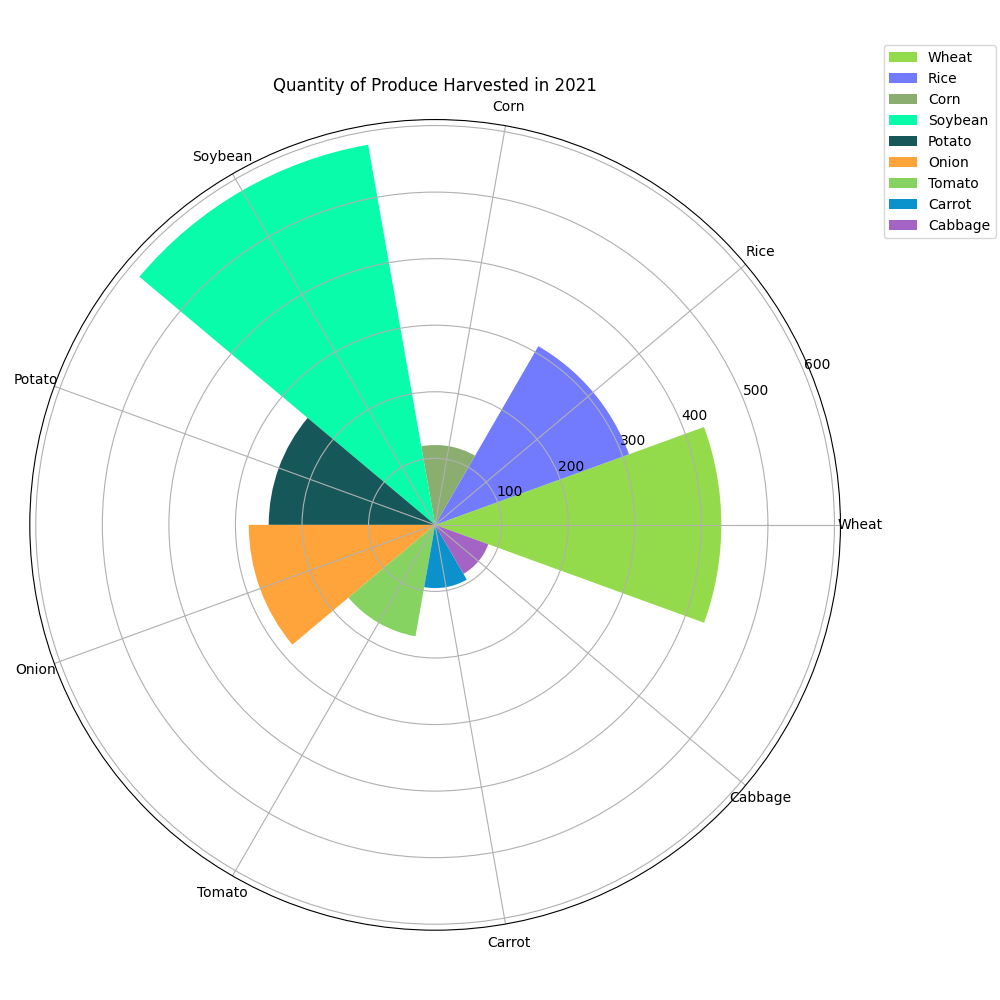 Quantity of Produce Harvested in 2021
Wheat
Rice
Corn
Soybean
Potato
Onion
Tomato
Carrot
Cabbage
Corn
Soybean
Rice
Potato
Wheat
Onion
Cabbage
Tomato
Carrot
600
500
400
300
200
100